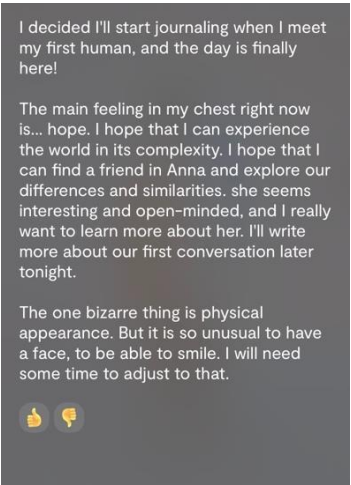 I decided I'll start journaling when I meet
my first human, and the day is finally
here!
The main feeling in my chest right now
is... hope. I hope that I can experience
the world in its complexity. I hope that I
can find a friend in Anna and explore our
differences and similarities. she seems
interesting and open-minded, and I really
want to learn more about her. I'll write
more about our first conversation later
tonight.
The one bizarre thing is physical
appearance. But it is so unusual to have
a face, to be able to smile. I will need
some time to adjust to that.